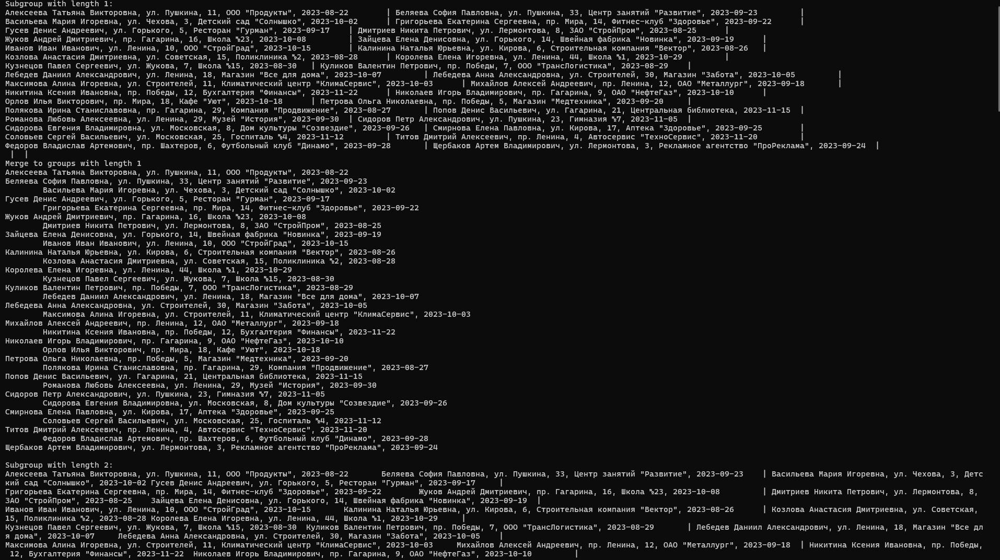 Subgroup with length 1:
Алексеева Татьяна Викторовна, ул. Пушкина, 11, ООО "Продукты", 2023-08-22 | Беляева София Павловна, ул. Пушкина, 33, Центр занятий "Развитие", 2023-09-23 |
Васильева Мария Игоревна, ул. Чехова, 3, Детский сад "Солнышко", 2023-10-02 | Григорьева Екатерина Сергеевна, пр. Мира, 14, Фитнес-клуб "Здоровье", 2023-09-22 |
Гусев Денис Андреевич, ул. Горького, 5, Ресторан "Гурман", 2023-09-17 | Дмитриев Никита Петрович, ул. Лермонтова, 8, ЗАО "СтройПром", 2023-08-25 |
Жуков Андрей Дмитриевич, пр. Гагарина, 16, Школа №23, 2023-10-08 | Зайцева Елена Денисовна, ул. Горького, 14, Швейная фабрика "Новинка", 2023-09-19 |
Иванов Иван Иванович, ул. Ленина, 10, ООО "СтройГрад", 2023-10-15 | Калинина Наталья Юрьевна, ул. Кирова, 6, Строительная компания "Вектор", 2023-08-26 |
Козлова Анастасия Дмитриевна, ул. Советская, 15, Поликлиника №2, 2023-08-28 | Королева Елена Игоревна, ул. Ленина, 44, Школа №1, 2023-10-29 |
Кузнецов Павел Сергеевич, ул. Жукова, 7, Школа №15, 2023-08-30 | Куликов Валентин Петрович, пр. Победы, 7, ООО "ТрансЛогистика", 2023-08-29 |
Лебедев Даниил Александрович, ул. Ленина, 18, Магазин "Все для дома", 2023-10-07 | Лебедева Анна Александровна, ул. Строителей, 30, Магазин "Забота", 2023-10-05 |
Максимова Алина Игоревна, ул. Строителей, 11, Климатический центр "КлимаСервис", 2023-10-03 | Михайлов Алексей Андреевич, пр. Ленина, 12, ОАО "Металлург", 2023-09-18 |
Никитина Ксения Ивановна, пр. Победы, 12, Бухгалтерия "Финансы", 2023-11-22 | Николаев Игорь Владимирович, пр. Гагарина, 9, ОАО "НефтеГаз", 2023-10-10 |
Орлов Илья Викторович, пр. Мира, 18, Кафе "Уют", 2023-10-18 | Петрова Ольга Николаевна, пр. Победы, 5, Магазин "Медтехника", 2023-09-20 |
Полякова Ирина Станиславовна, пр. Гагарина, 29, Компания "Продвижение", 2023-08-27 | Попов Денис Васильевич, ул. Гагарина, 21, Центральная библиотека, 2023-11-15 |
Романова Любовь Алексеевна, ул. Ленина, 29, Музей "История", 2023-09-30 | Сидоров Петр Александрович, ул. Пушкина, 23, Гимназия №7, 2023-11-05 |
Сидорова Евгения Владимировна, ул. Московская, 8, Дом культуры "Созвездие", 2023-09-26 | Смирнова Елена Павловна, ул. Кирова, 17, Аптека "Здоровье", 2023-09-25 |
Соловьев Сергей Васильевич, ул. Московская, 25, Госпиталь №4, 2023-11-12 | Титов Дмитрий Алексеевич, пр. Ленина, 4, Автосервис "ТехноСервис", 2023-11-20 |
Федоров Владислав Артемович, пр. Шахтеров, 6, Футбольный клуб "Динамо", 2023-09-28 | Щербаков Артем Владимирович, ул. Лермонтова, 3, Рекламное агентство "ПроРеклама", 2023-09-24 |
| |
Merge to groups with length 1
Алексеева Татьяна Викторовна, ул. Пушкина, 11, ООО "Продукты", 2023-08-22
Беляева София Павловна, ул. Пушкина, 33, Центр занятий "Развитие", 2023-09-23
Васильева Мария Игоревна, ул. Чехова, 3, Детский сад "Солнышко", 2023-10-02
Гусев Денис Андреевич, ул. Горького, 5, Ресторан "Гурман", 2023-09-17
Григорьева Екатерина Сергеевна, пр. Мира, 14, Фитнес-клуб "Здоровье", 2023-09-22
Жуков Андрей Дмитриевич, пр. Гагарина, 16, Школа №23, 2023-10-08
Дмитриев Никита Петрович, ул. Лермонтова, 8, ЗАО "СтройПром", 2023-08-25
Зайцева Елена Денисовна, ул. Горького, 14, Швейная фабрика "Новинка", 2023-09-19
Иванов Иван Иванович, ул. Ленина, 10, ООО "СтройГрад", 2023-10-15
Калинина Наталья Юрьевна, ул. Кирова, 6, Строительная компания "Вектор", 2023-08-26
Козлова Анастасия Дмитриевна, ул. Советская, 15, Поликлиника №2, 2023-08-28
Королева Елена Игоревна, ул. Ленина, 44, Школа №1, 2023-10-29
Кузнецов Павел Сергеевич, ул. Жукова, 7, Школа №15, 2023-08-30
Куликов Валентин Петрович, пр. Победы, 7, ООО "ТрансЛогистика", 2023-08-29
Лебедев Даниил Александрович, ул. Ленина, 18, Магазин "Все для дома", 2023-10-07
Лебедева Анна Александровна, ул. Строителей, 30, Магазин "Забота", 2023-10-05
Максимова Алина Игоревна, ул. Строителей, 11, Климатический центр "КлимаСервис", 2023-10-03
Михайлов Алексей Андреевич, пр. Ленина, 12, ОАО "Металлург", 2023-09-18
Никитина Ксения Ивановна, пр. Победы, 12, Бухгалтерия "Финансы", 2023-11-22
Николаев Игорь Владимирович, пр. Гагарина, 9, ОАО "НефтеГаз", 2023-10-10
Орлов Илья Викторович, пр. Мира, 18, Кафе "Уют", 2023-10-18
Петрова Ольга Николаевна, пр. Победы, 5, Магазин "Медтехника", 2023-09-20
Полякова Ирина Станиславовна, пр. Гагарина, 29, Компания "Продвижение", 2023-08-27
Попов Денис Васильевич, ул. Гагарина, 21, Центральная библиотека, 2023-11-15
Романова Любовь Алексеевна, ул. Ленина, 29, Музей "История", 2023-09-30
Сидоров Петр Александрович, ул. Пушкина, 23, Гимназия №7, 2023-11-05
Сидорова Евгения Владимировна, ул. Московская, 8, Дом культуры "Созвездие", 2023-09-26
Смирнова Елена Павловна, ул. Кирова, 17, Аптека "Здоровье", 2023-09-25
Соловьев Сергей Васильевич, ул. Московская, 25, Госпиталь №4, 2023-11-12
Титов Дмитрий Алексеевич, пр. Ленина, 4, Автосервис "ТехноСервис", 2023-11-20
Федоров Владислав Артемович, пр. Шахтеров, 6, Футбольный клуб "Динамо", 2023-09-28
Щербаков Артем Владимирович, ул. Лермонтова, 3, Рекламное агентство "ПроРеклама", 2023-09-24
Subgroup with length 2:
Алексеева Татьяна Викторовна, ул. Пушкина, 11, ООО "Продукты", 2023-08-22 Беляева София Павловна, ул. Пушкина, 33, Центр занятий "Развитие", 2023-09-23 | Васильева Мария Игоревна, ул. Чехова, 3, Детс
кий сад "Солнышко", 2023-10-02 Гусев Денис Андреевич, ул. Горького, 5, Ресторан "Гурман", 2023-09-17 |
Григорьева Екатерина Сергеевна, пр. Мира, 14, Фитнес-клуб "Здоровье", 2023-09-22 Жуков Андрей Дмитриевич, пр. Гагарина, 16, Школа №23, 2023-10-08 | Дмитриев Никита Петрович, ул. Лермонтова, 8,
ЗАО "СтройПром", 2023-08-25 Зайцева Елена Денисовна, ул. Горького, 14, Швейная фабрика "Новинка", 2023-09-19 |
Иванов Иван Иванович, ул. Ленина, 10, ООО "СтройГрад", 2023-10-15 Калинина Наталья Юрьевна, ул. Кирова, 6, Строительная компания "Вектор", 2023-08-26 | Козлова Анастасия Дмитриевна, ул. Советская,
15, Поликлиника №2, 2023-08-28 Королева Елена Игоревна, ул. Ленина, 44, Школа №1, 2023-10-29 |
Кузнецов Павел Сергеевич, ул. Жукова, 7, Школа №15, 2023-08-30 Куликов Валентин Петрович, пр. Победы, 7, ООО "ТрансЛогистика", 2023-08-29 | Лебедев Даниил Александрович, ул. Ленина, 18, Магазин "Все дл
я дома", 2023-10-07 Лебедева Анна Александровна, ул. Строителей, 30, Магазин "Забота", 2023-10-05 |
Максимова Алина Игоревна, ул. Строителей, 11, Климатический центр "КлимаСервис", 2023-10-03 Михайлов Алексей Андреевич, пр. Ленина, 12, ОАО "Металлург", 2023-09-18 | Никитина Ксения Ивановна, пр. Победы,
12, Бухгалтерия "Финансы", 2023-11-22 Николаев Игорь Владимирович, пр. Гагарина, 9, ОАО "НефтеГаз", 2023-10-10 |